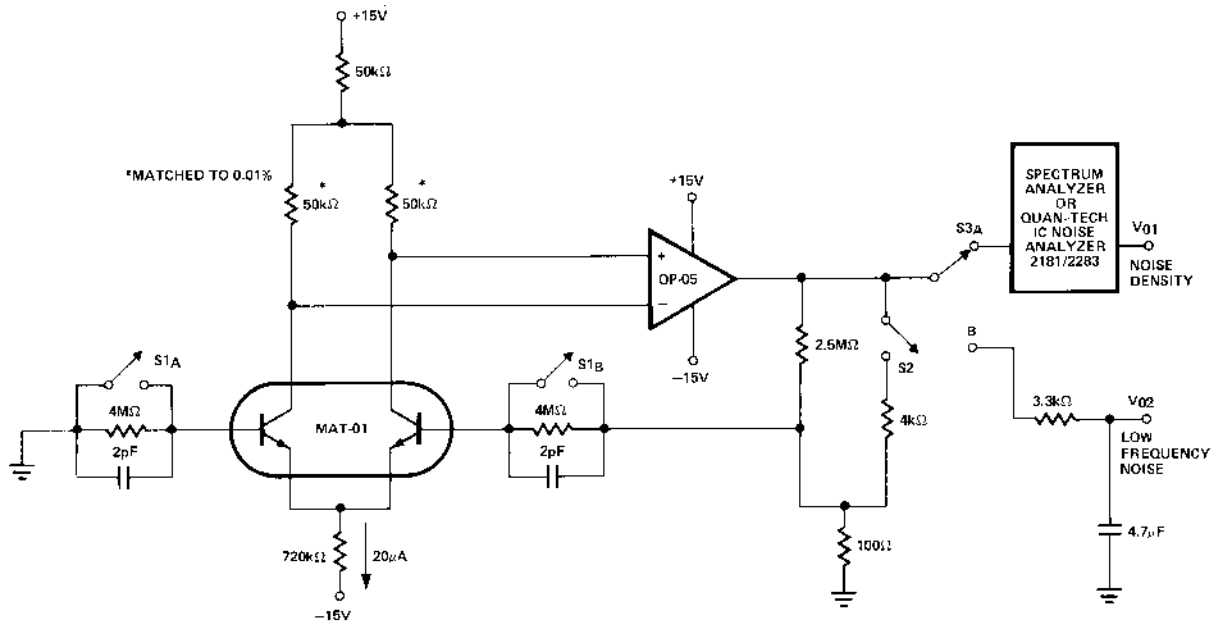 +15V
50kΩ
*MATCHED TO 0.01%
*
50kΩ
*
50kΩ
+15V
+
OP-05
−
−15V
S3A
SPECTRUM
ANALYZER
OR
QUAN-TECH
IC NOISE
ANALYZER
2181/2283
V01
NOISE
DENSITY
S1A
4MΩ
2pF
MAT-01
S1B
4MΩ
2pF
2.5MΩ
S2
4kΩ
B
3.3kΩ
V02
LOW
FREQUENCY
NOISE
720kΩ
20μA
−15V
100Ω
4.7μF